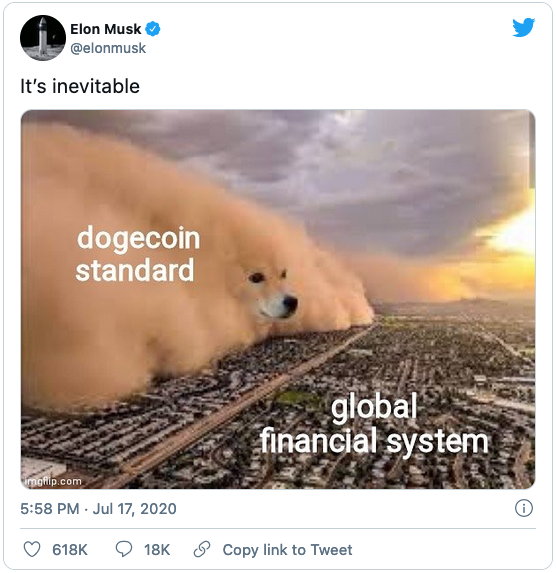 Elon Musk
@elonmusk
It's inevitable
dogecoin
standard
global
financial system
imgflip.com
5:58 PM · Jul 17, 2020
618K
18K
Copy link to Tweet